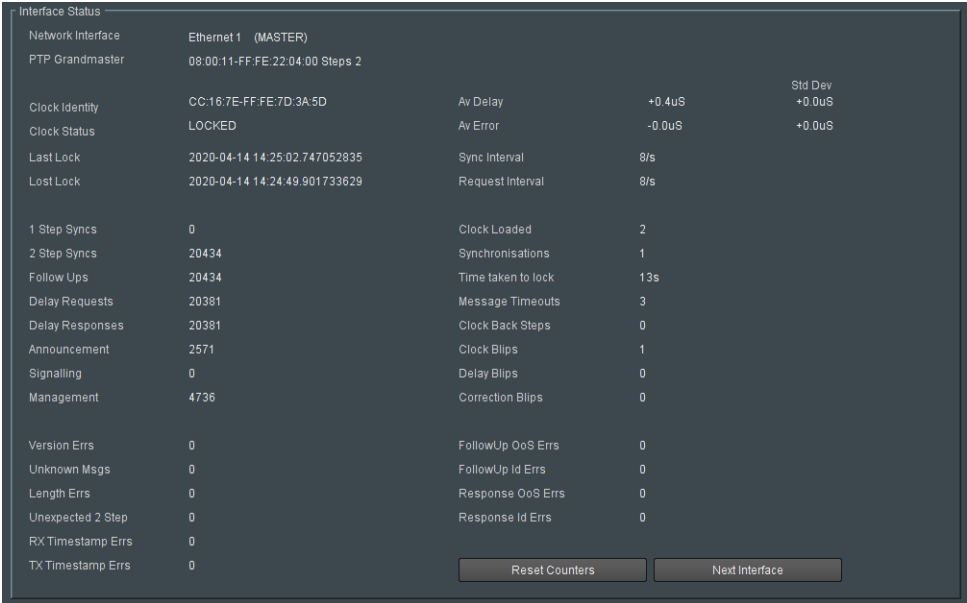 Interface Status
Network Interface Ethernet 1 (MASTER)
PTP Grandmaster 08:00:11-FF:FE:22:04:00 Steps 2
Std Dev
Clock Identity CC:16:7E-FF:FE:7D:3A:5D Av Delay +0.4uS +0.0uS
Clock Status LOCKED Av Error -0.0uS +0.0uS
Last Lock 2020-04-14 14:25:02.747052835 Sync Interval 8/s
Lost Lock 2020-04-14 14:24:49.901733629 Request Interval 8/s
1 Step Syncs 0 Clock Loaded 2
2 Step Syncs 20434 Synchronisations 1
Follow Ups 20434 Time taken to lock 13s
Delay Requests 20381 Message Timeouts 3
Delay Responses 20381 Clock Back Steps 0
Announcement 2571 Clock Blips 1
Signalling 0 Delay Blips 0
Management 4736 Correction Blips 0
Version Errs 0 FollowUp OoS Errs 0
Unknown Msgs 0 FollowUp Id Errs 0
Length Errs 0 Response OoS Errs 0
Unexpected 2 Step 0 Response Id Errs 0
RX Timestamp Errs 0
TX Timestamp Errs 0 Reset Counters Next Interface